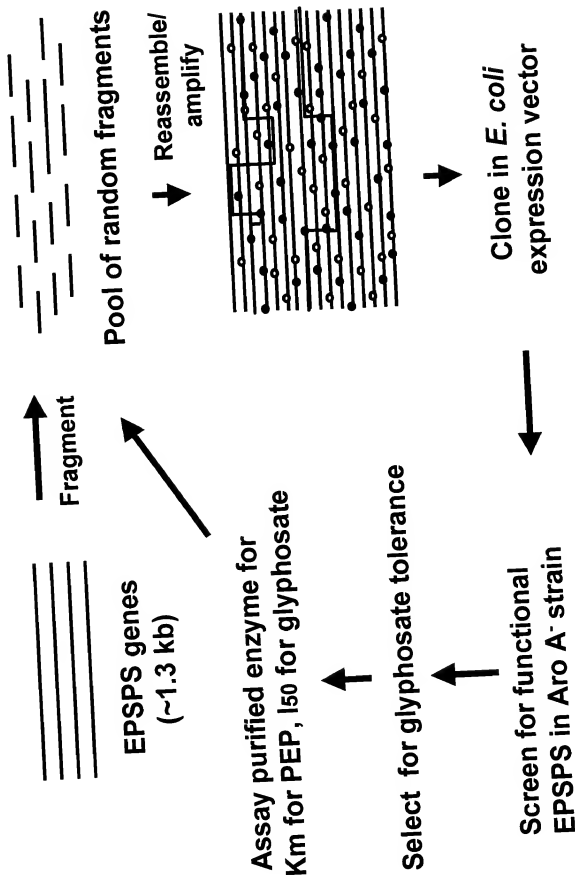 EPSPS genes
(~1.3 kb)
Fragment
Pool of random fragments
Reassemble/
amplify
Clone in E. coli
expression vector
Screen for functional
EPSPS in Aro A- strain
Select for glyphosate tolerance
Assay purified enzyme for
Km for PEP, I50 for glyphosate